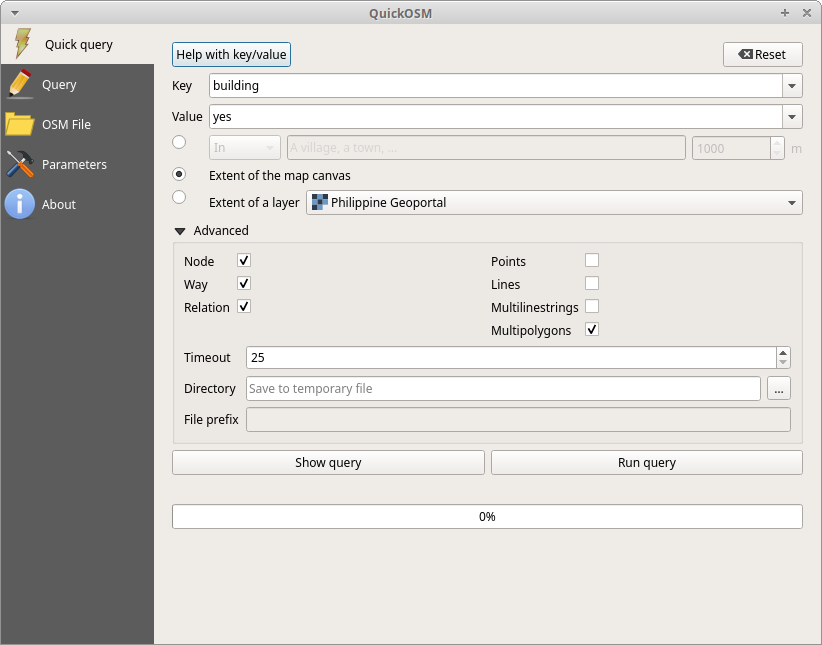 QuickOSM
Quick query
Query
OSM File
Parameters
About
Help with key/value
Reset
Key building
Value yes
In A village, a town, ... 1000 m
Extent of the map canvas
Extent of a layer Philippine Geoportal
Advanced
Node Points
Way Lines
Relation Multilinestrings
Multipolygons
Timeout 25
Directory Save to temporary file ...
File prefix
Show query Run query
0%